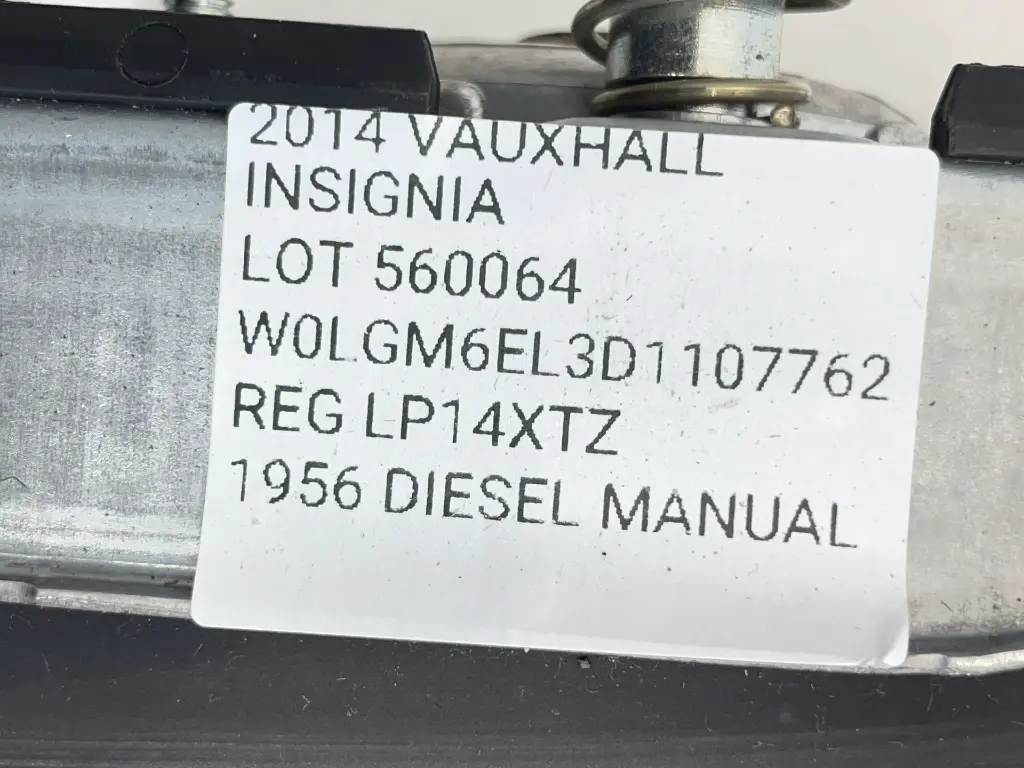 2014 VAUXHALL
INSIGNIA
LOT 560064
W0LGM6EL3D1107762
REG LP14XTZ
1956 DIESEL MANUAL